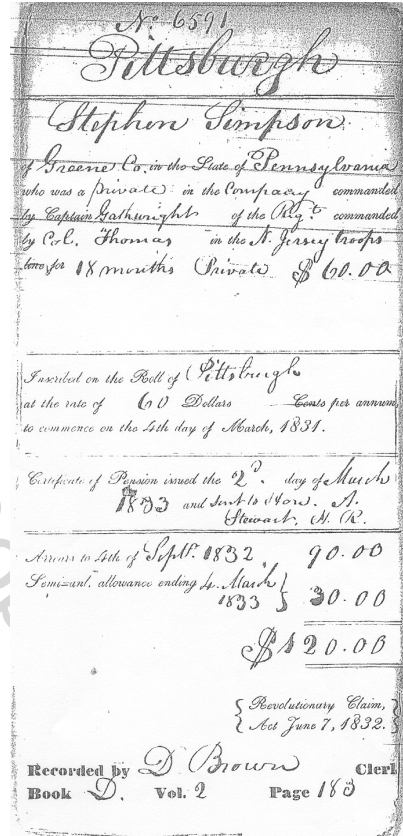 No 6591
Pittsburgh
Stephen Simpson
of Greene Co. in the State of Pennsylvania
who was a private in the Company commanded
by Captain Gathwright of the Regt commanded
by Col. Thomas in the N. Jersey troops
for 18 months Private $60.00
Inscribed on the Roll of Pittsburgh
at the rate of 60 Dollars Cents per annum,
to commence on the 4th day of March, 1831.
Certificate of Pension issued the 2d. day of March
1833 and sent to Hon. A.
Stewart, H. R.
Arrears to 4th of Septr. 1832 90.00
Semi-anl. allowance ending 4. March }
1833 } 30.00
$120.00
{ Revolutionary Claim, }
{ Act June 7, 1832. }
Recorded by D Brown Clerk
Book D. Vol. 2 Page 183